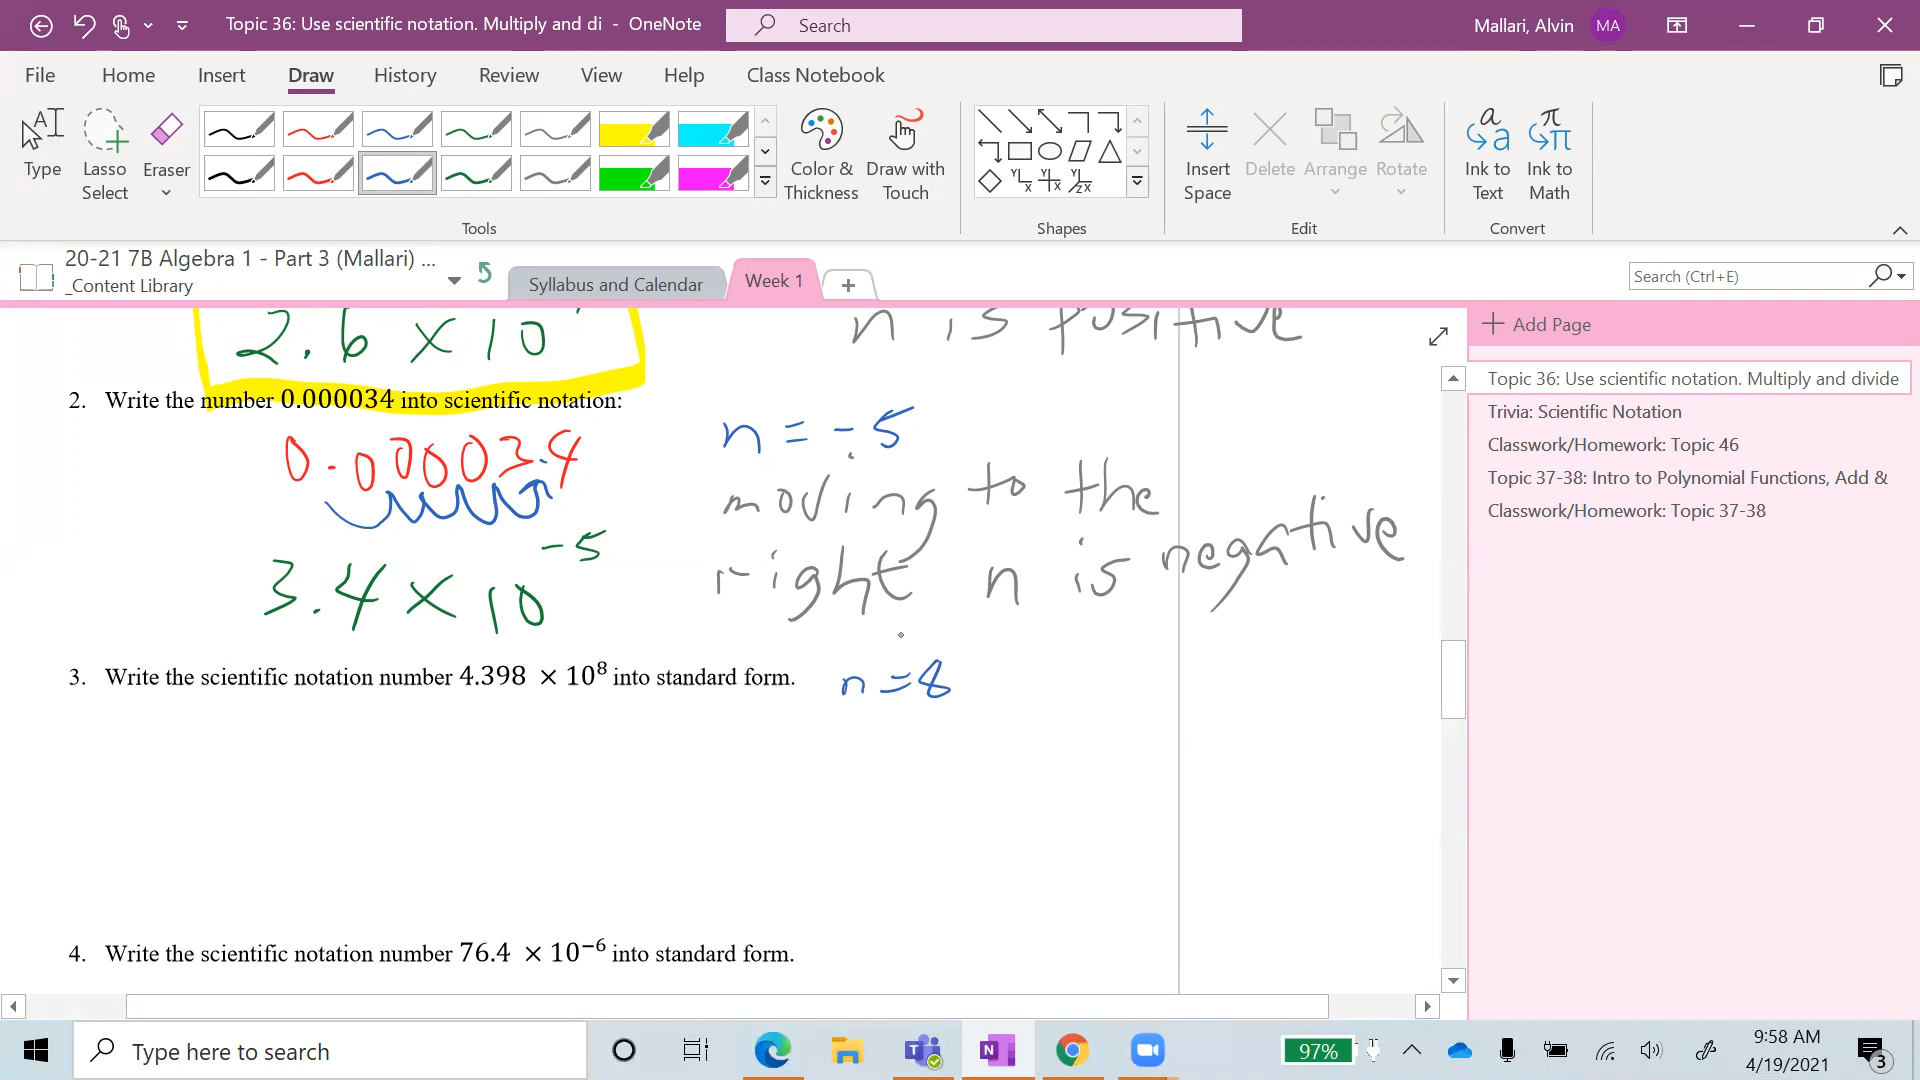 Topic 36: Use scientific notation. Multiply and di - OneNote
Search
Mallari, Alvin
MA
File Home Insert Draw History Review View Help Class Notebook
Type
Lasso Select
Eraser
Color & Thickness
Draw with Touch
Insert Space
Delete
Arrange
Rotate
Ink to Text
Ink to Math
Tools
Shapes
Edit
Convert
20-21 7B Algebra 1 - Part 3 (Mallari) ...
_Content Library
Syllabus and Calendar
Week 1
+
Search (Ctrl+E)
2.6 × 10
n is positive
2. Write the number 0.000034 into scientific notation:
0.000034
n = -5
moving to the
right n is negative
3.4 × 10⁻⁵
3. Write the scientific notation number 4.398 × 10⁸ into standard form.
n = 8
4. Write the scientific notation number 76.4 × 10⁻⁶ into standard form.
Add Page
Topic 36: Use scientific notation. Multiply and divide
Trivia: Scientific Notation
Classwork/Homework: Topic 46
Topic 37-38: Intro to Polynomial Functions, Add &
Classwork/Homework: Topic 37-38
Type here to search
97%
9:58 AM
4/19/2021
3